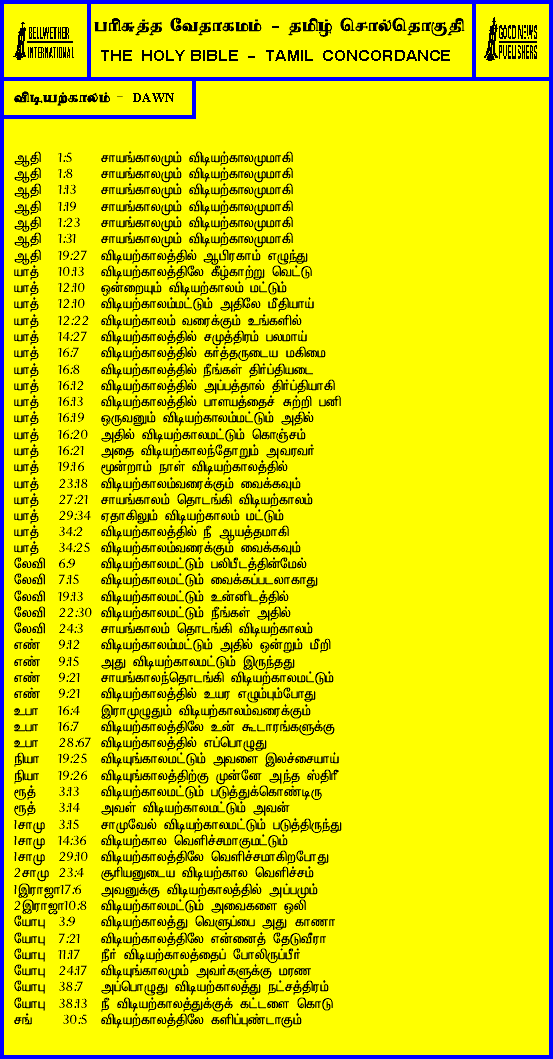 BELLWETHER
INTERNATIONAL
பரிசுத்த வேதாகமம் - தமிழ் சொல்தொகுதி
THE HOLY BIBLE - TAMIL CONCORDANCE
GOOD NEWS
PUBLISHERS
விடியற்காலம் - DAWN
ஆதி 1:5 சாயங்காலமும் விடியற்காலமுமாகி
ஆதி 1:8 சாயங்காலமும் விடியற்காலமுமாகி
ஆதி 1:13 சாயங்காலமும் விடியற்காலமுமாகி
ஆதி 1:19 சாயங்காலமும் விடியற்காலமுமாகி
ஆதி 1:23 சாயங்காலமும் விடியற்காலமுமாகி
ஆதி 1:31 சாயங்காலமும் விடியற்காலமுமாகி
ஆதி 19:27 விடியற்காலத்தில் ஆபிரகாம் எழுந்து
யாத் 10:13 விடியற்காலத்திலே கீழ்காற்று வெட்டு
யாத் 12:10 ஒன்றையும் விடியற்காலம் மட்டும்
யாத் 12:10 விடியற்காலம்மட்டும் அதிலே மீதியாய்
யாத் 12:22 விடியற்காலம் வரைக்கும் உங்களில்
யாத் 14:27 விடியற்காலத்தில் சமுத்திரம் பலமாய்
யாத் 16:7 விடியற்காலத்தில் கர்த்தருடைய மகிமை
யாத் 16:8 விடியற்காலத்தில் நீங்கள் திர்ப்தியடை
யாத் 16:12 விடியற்காலத்தில் அப்பத்தால் திர்ப்தியாகி
யாத் 16:13 விடியற்காலத்தில் பாளயத்தைச் சுற்றி பனி
யாத் 16:19 ஒருவனும் விடியற்காலம்மட்டும் அதில்
யாத் 16:20 அதில் விடியற்காலமட்டும் கொஞ்சம்
யாத் 16:21 அதை விடியற்காலந்தோறும் அவரவர்
யாத் 19:16 மூன்றாம் நாள் விடியற்காலத்தில்
யாத் 23:18 விடியற்காலம்வரைக்கும் வைக்கவும்
யாத் 27:21 சாயங்காலம் தொடங்கி விடியற்காலம்
யாத் 29:34 ஏதாகிலும் விடியற்காலம் மட்டும்
யாத் 34:2 விடியற்காலத்தில் நீ ஆயத்தமாகி
யாத் 34:25 விடியற்காலம்வரைக்கும் வைக்கவும்
லேவி 6:9 விடியற்காலமட்டும் பலிபீடத்தின்மேல்
லேவி 7:15 விடியற்காலமட்டும் வைக்கப்படலாகாது
லேவி 19:13 விடியற்காலமட்டும் உன்னிடத்தில்
லேவி 22:30 விடியற்காலமட்டும் நீங்கள் அதில்
லேவி 24:3 சாயங்காலம் தொடங்கி விடியற்காலம்
எண் 9:12 விடியற்காலம்மட்டும் அதில் ஒன்றும் மீறி
எண் 9:15 அது விடியற்காலமட்டும் இருந்தது
எண் 9:21 சாயங்காலந்தொடங்கி விடியற்காலமட்டும்
எண் 9:21 விடியற்காலத்தில் உயர எழும்பும்போது
உபா 16:4 இராமுழுதும் விடியற்காலம்வரைக்கும்
உபா 16:7 விடியற்காலத்திலே உன் கூடாரங்களுக்கு
உபா 28:67 விடியற்காலத்தில் எப்பொழுது
நியா 19:25 விடியுங்காலமட்டும் அவளை இலச்சையாய்
நியா 19:26 விடியுங்காலத்திற்கு முன்னே அந்த ஸ்திரீ
ரூத் 3:13 விடியற்காலமட்டும் படுத்துக்கொண்டிரு
ரூத் 3:14 அவள் விடியற்காலமட்டும் அவன்
1சாமு 3:15 சாமுவேல் விடியற்காலமட்டும் படுத்திருந்து
1சாமு 14:36 விடியற்கால வெளிச்சமாகுமட்டும்
1சாமு 29:10 விடியற்காலத்திலே வெளிச்சமாகிறபோது
2சாமு 23:4 சூரியனுடைய விடியற்கால வெளிச்சம்
1இராஜா17:6 அவனுக்கு விடியற்காலத்தில் அப்பமும்
2இராஜா10:8 விடியற்காலமட்டும் அவைகளை ஒலி
யோபு 3:9 விடியற்காலத்து வெளுப்பை அது காணா
யோபு 7:21 விடியற்காலத்திலே என்னைத் தேடுவீரா
யோபு 11:17 நீர் விடியற்காலத்தைப் போலிருப்பீர்
யோபு 24:17 விடியுங்காலமும் அவர்களுக்கு மரண
யோபு 38:7 அப்பொழுது விடியற்காலத்து நட்சத்திரம்
யோபு 38:13 நீ விடியற்காலத்துக்குக் கட்டளை கொடு
சங் 30:5 விடியற்காலத்திலே களிப்புண்டாகும்